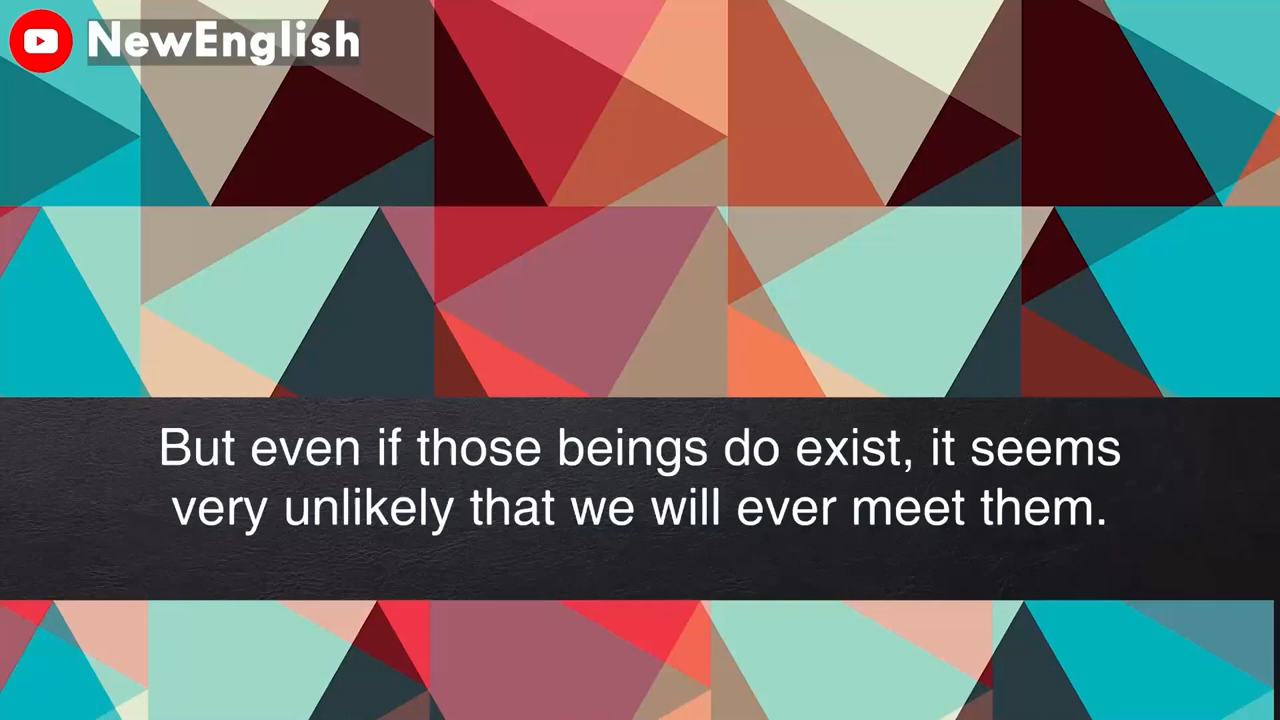 NewEnglish
But even if those beings do exist, it seems
very unlikely that we will ever meet them.